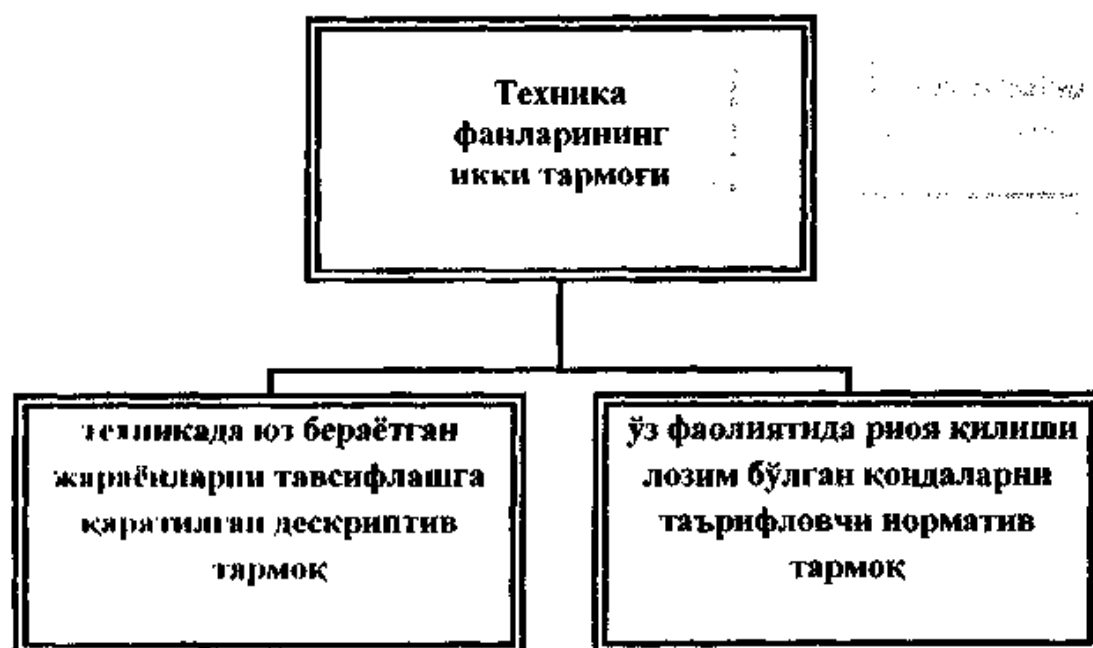 Техника
фанларининг
икки тармоғи
техникада юз бераётган
жараёнларни тавсифлашга
қаратилган дескриптив
тармоқ
ўз фаолиятида риоя қилиши
лозим бўлган қоидаларни
таърифловчи норматив
тармоқ